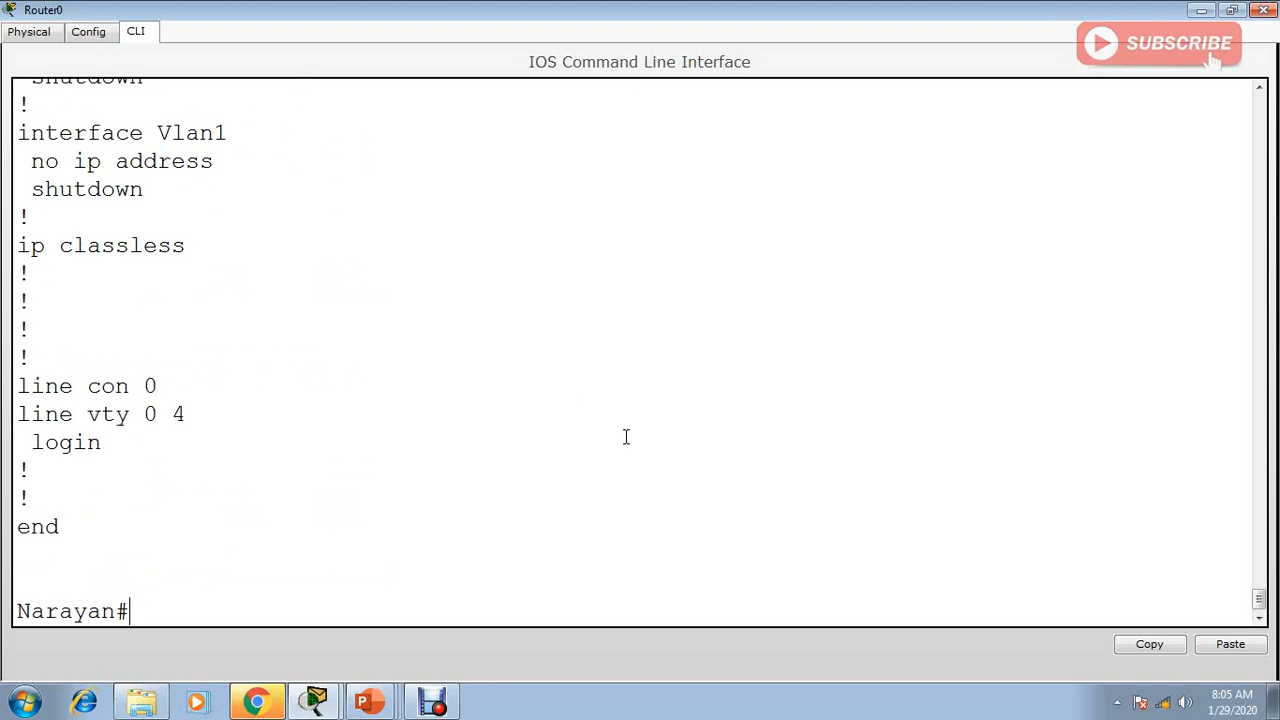 Router0
Physical
Config
CLI
SUBSCRIBE
IOS Command Line Interface
shutdown
!
interface Vlan1
no ip address
shutdown
!
ip classless
!
!
!
!
line con 0
line vty 0 4
login
!
!
end
Narayan#
Copy
Paste
8:05 AM
1/29/2020